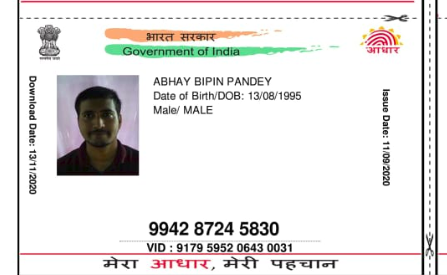 भारत सरकार
Government of India
आधार
Download Date: 13/11/2020
ABHAY BIPIN PANDEY
Date of Birth/DOB: 13/08/1995
Male/ MALE
Issue Date: 11/09/2020
9942 8724 5830
VID : 9179 5952 0643 0031
मेरा आधार, मेरी पहचान